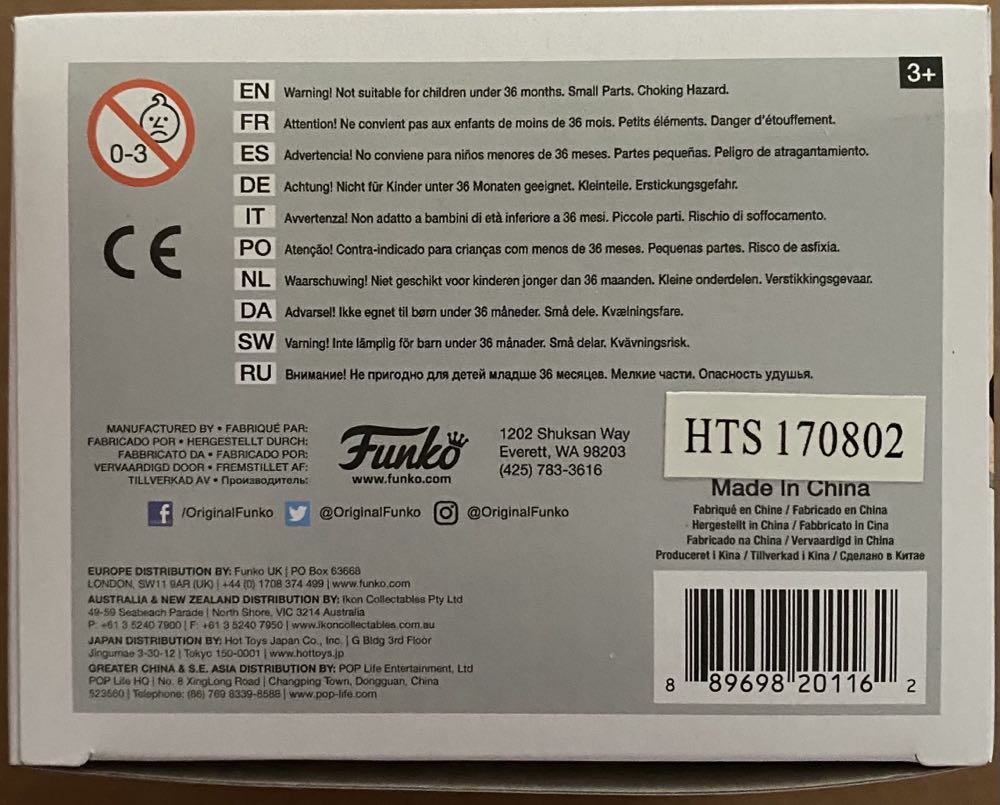 3+
0-3
CE
EN Warning! Not suitable for children under 36 months. Small Parts. Choking Hazard.
FR Attention! Ne convient pas aux enfants de moins de 36 mois. Petits éléments. Danger d'étouffement.
ES Advertencia! No conviene para niños menores de 36 meses. Partes pequeñas. Peligro de atragantamiento.
DE Achtung! Nicht für Kinder unter 36 Monaten geeignet. Kleinteile. Erstickungsgefahr.
IT Avvertenza! Non adatto a bambini di età inferiore a 36 mesi. Piccole parti. Rischio di soffocamento.
PO Atenção! Contra-indicado para crianças com menos de 36 meses. Pequenas partes. Risco de asfixia.
NL Waarschuwing! Niet geschikt voor kinderen jonger dan 36 maanden. Kleine onderdelen. Verstikkingsgevaar.
DA Advarsel! Ikke egnet til børn under 36 måneder. Små dele. Kvælningsfare.
SW Varning! Inte lämplig för barn under 36 månader. Små delar. Kvävningsrisk.
RU Внимание! Не пригодно для детей младше 36 месяцев. Мелкие части. Опасность удушья.
MANUFACTURED BY • FABRIQUÉ PAR:
FABRICADO POR • HERGESTELLT DURCH:
FABBRICATO DA • FABRICADO POR:
VERVAARDIGD DOOR • FREMSTILLET AF:
TILLVERKAD AV • Производитель:
Funko
www.funko.com
1202 Shuksan Way
Everett, WA 98203
(425) 783-3616
/OriginalFunko @OriginalFunko @OriginalFunko
HTS 170802
Made In China
Fabriqué en Chine / Fabricado en China
Hergestellt in China / Fabbricato in Cina
Fabricado na China / Vervaardigd in China
Produceret i Kina / Tillverkad i Kina / Сделано в Китае
EUROPE DISTRIBUTION BY: Funko UK | PO Box 63668
LONDON, SW11 9AR (UK) | +44 (0) 1708 374 499 | www.funko.com
AUSTRALIA & NEW ZEALAND DISTRIBUTION BY: Ikon Collectables Pty Ltd
49-59 Seabeach Parade | North Shore, VIC 3214 Australia
P: +61 3 5240 7900 | F: +61 3 5240 7950 | www.ikoncollectables.com.au
JAPAN DISTRIBUTION BY: Hot Toys Japan Co., Inc. | G Bldg 3rd Floor
Jingumae 3-30-12 | Tokyo 150-0001 | www.hottoys.jp
GREATER CHINA & S.E. ASIA DISTRIBUTION BY: POP Life Entertainment, Ltd
POP Life HQ | No. 8 XingLong Road | Changping Town, Dongguan, China
523560 | Telephone: (86) 769 8339-8588 | www.pop-life.com
8 89698 20116 2